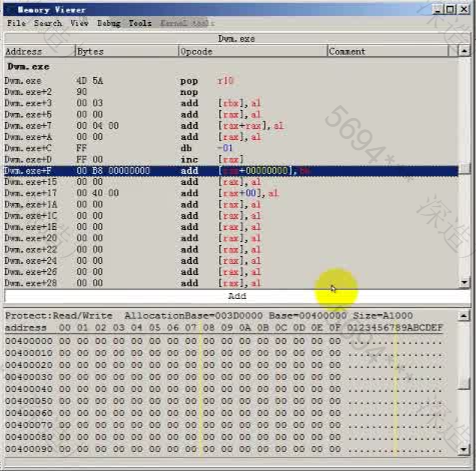 Memory Viewer
File Search View Debug Tools Kernel tools
Dwm.exe
Address Bytes Opcode Comment
Dwm.exe
Dwm.exe 4D 5A pop r10
Dwm.exe+2 90 nop
Dwm.exe+3 00 03 add [rbx],al
Dwm.exe+5 00 00 add [rax],al
Dwm.exe+7 00 04 00 add [rax+rax],al
Dwm.exe+A 00 00 add [rax],al
Dwm.exe+C FF db -01
Dwm.exe+D FF 00 inc [rax]
Dwm.exe+F 00 B8 00000000 add [rax+00000000],bh
Dwm.exe+15 00 00 add [rax],al
Dwm.exe+17 00 40 00 add [rax+00],al
Dwm.exe+1A 00 00 add [rax],al
Dwm.exe+1C 00 00 add [rax],al
Dwm.exe+1E 00 00 add [rax],al
Dwm.exe+20 00 00 add [rax],al
Dwm.exe+22 00 00 add [rax],al
Dwm.exe+24 00 00 add [rax],al
Dwm.exe+26 00 00 add [rax],al
Dwm.exe+28 00 00 add [rax],al
Add
Protect:Read/Write AllocationBase=003D0000 Base=00400000 Size=A1000
address 00 01 02 03 04 05 06 07 08 09 0A 0B 0C 0D 0E 0F 0123456789ABCDEF
00400000 00 00 00 00 00 00 00 00 00 00 00 00 00 00 00 00 ................
00400010 00 00 00 00 00 00 00 00 00 00 00 00 00 00 00 00 ................
00400020 00 00 00 00 00 00 00 00 00 00 00 00 00 00 00 00 ................
00400030 00 00 00 00 00 00 00 00 00 00 00 00 00 00 00 00 ................
00400040 00 00 00 00 00 00 00 00 00 00 00 00 00 00 00 00 ................
00400050 00 00 00 00 00 00 00 00 00 00 00 00 00 00 00 00 ................
00400060 00 00 00 00 00 00 00 00 00 00 00 00 00 00 00 00 ................
00400070 00 00 00 00 00 00 00 00 00 00 00 00 00 00 00 00 ................
00400080 00 00 00 00 00 00 00 00 00 00 00 00 00 00 00 00 ................
00400090 00 00 00 00 00 00 00 00 00 00 00 00 00 00 00 00 ................